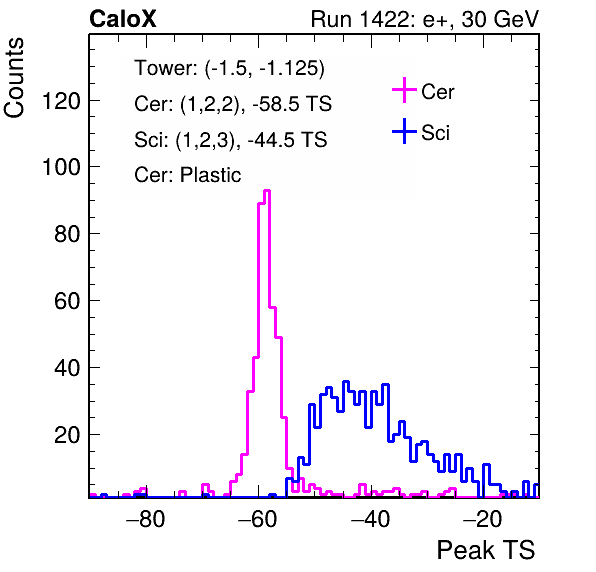 CaloX Run 1422: e+, 30 GeV
Counts
Tower: (-1.5, -1.125)
Cer: (1,2,2), -58.5 TS
Sci: (1,2,3), -44.5 TS
Cer: Plastic
Cer
Sci
120
100
80
60
40
20
−80 −60 −40 −20
Peak TS